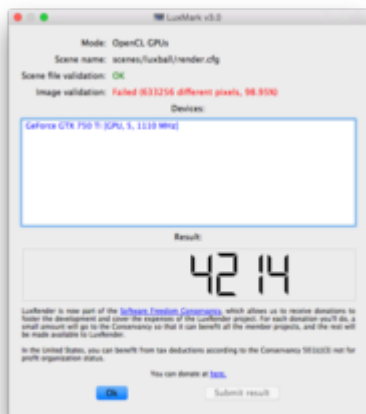 LuxMark v3.0
Mode: OpenCL GPUs
Scene name: scenes/luxball/render.cfg
Scene file validation: OK
Image validation: Failed (633256 different pixels, 98.95%)
Devices:
GeForce GTX 750 Ti [GPU, 5, 1110 MHz]
Result:
4214
LuxRender is now part of the Software Freedom Conservancy, which allows us to receive donations to
foster the development and cover the expenses of the LuxRender project. For each donation you'll do, a
small amount will go to the Conservancy so that it can benefit all the member projects, and the rest will
be made available to LuxRender.
In the United States, you can benefit from tax deductions according to the Conservancy 501(c)(3) not for
profit organization status.
You can donate at here.
Ok
Submit result